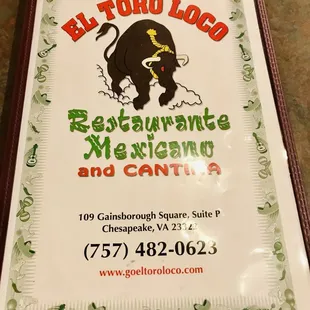 EL TORO LOCO
Restaurante
Mexicano
and CANTINA
109 Gainsborough Square, Suite P
Chesapeake, VA
(757) 482-0623
www.goeltoroloco.com